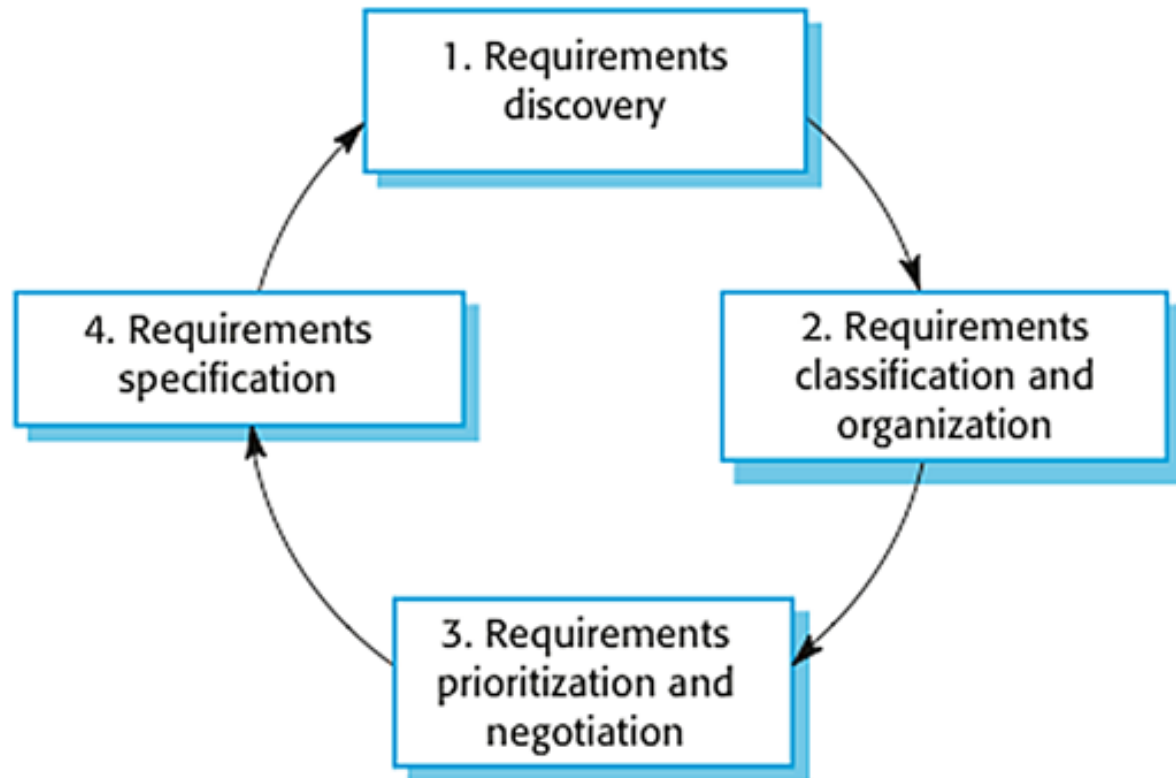 1. Requirements
discovery
2. Requirements
classification and
organization
3. Requirements
prioritization and
negotiation
4. Requirements
specification